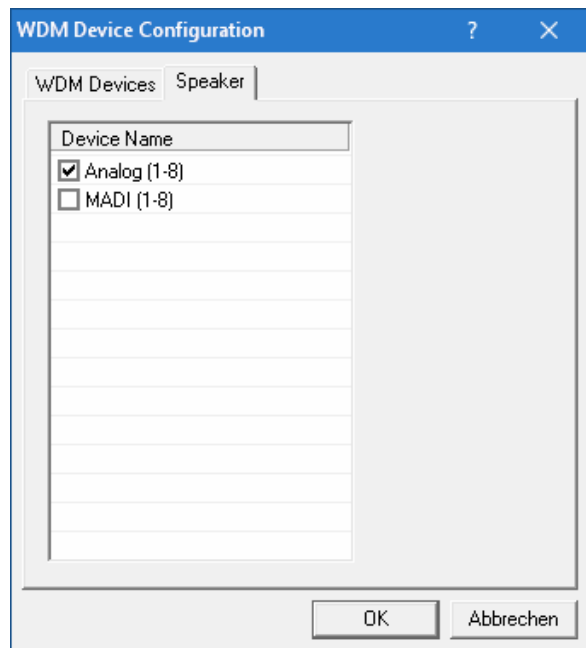 WDM Device Configuration ?
WDM Devices Speaker
Device Name
Analog (1-8)
MADI (1-8)
OK Abbrechen